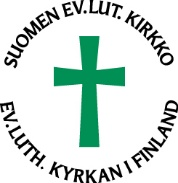 SUOMEN EV.LUT. KIRKKO
EV.LUTH. KYRKAN I FINLAND